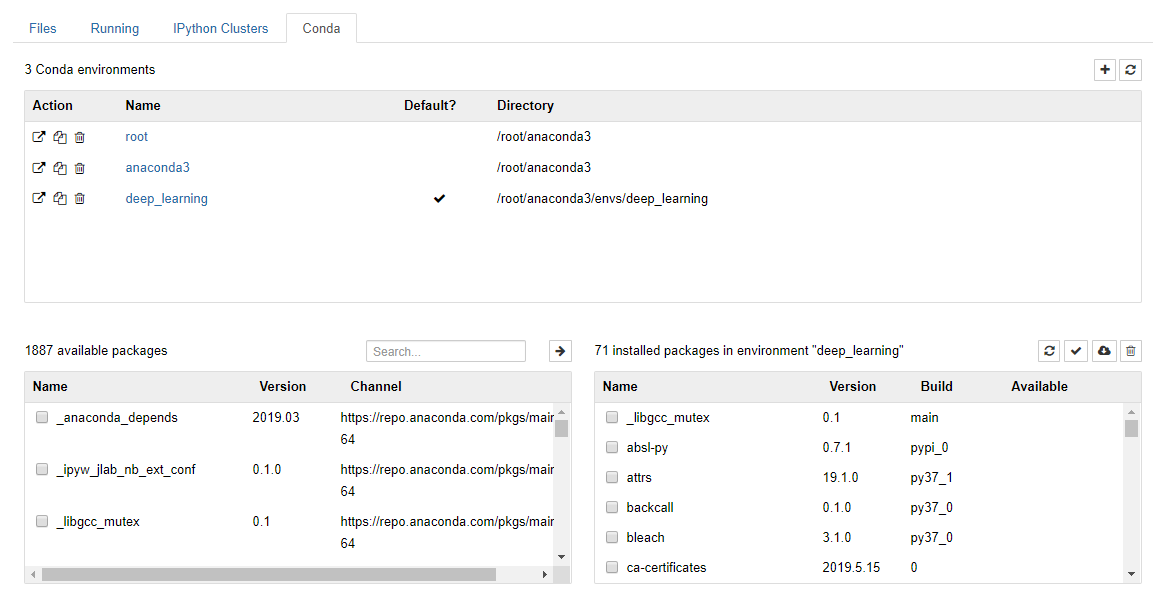 Files Running IPython Clusters Conda
3 Conda environments
Action Name Default? Directory
root /root/anaconda3
anaconda3 /root/anaconda3
deep_learning /root/anaconda3/envs/deep_learning
1887 available packages Search...
Name Version Channel
_anaconda_depends 2019.03 https://repo.anaconda.com/pkgs/main
64
_ipyw_jlab_nb_ext_conf 0.1.0 https://repo.anaconda.com/pkgs/main
64
_libgcc_mutex 0.1 https://repo.anaconda.com/pkgs/main
64
71 installed packages in environment "deep_learning"
Name Version Build Available
_libgcc_mutex 0.1 main
absl-py 0.7.1 pypi_0
attrs 19.1.0 py37_1
backcall 0.1.0 py37_0
bleach 3.1.0 py37_0
ca-certificates 2019.5.15 0